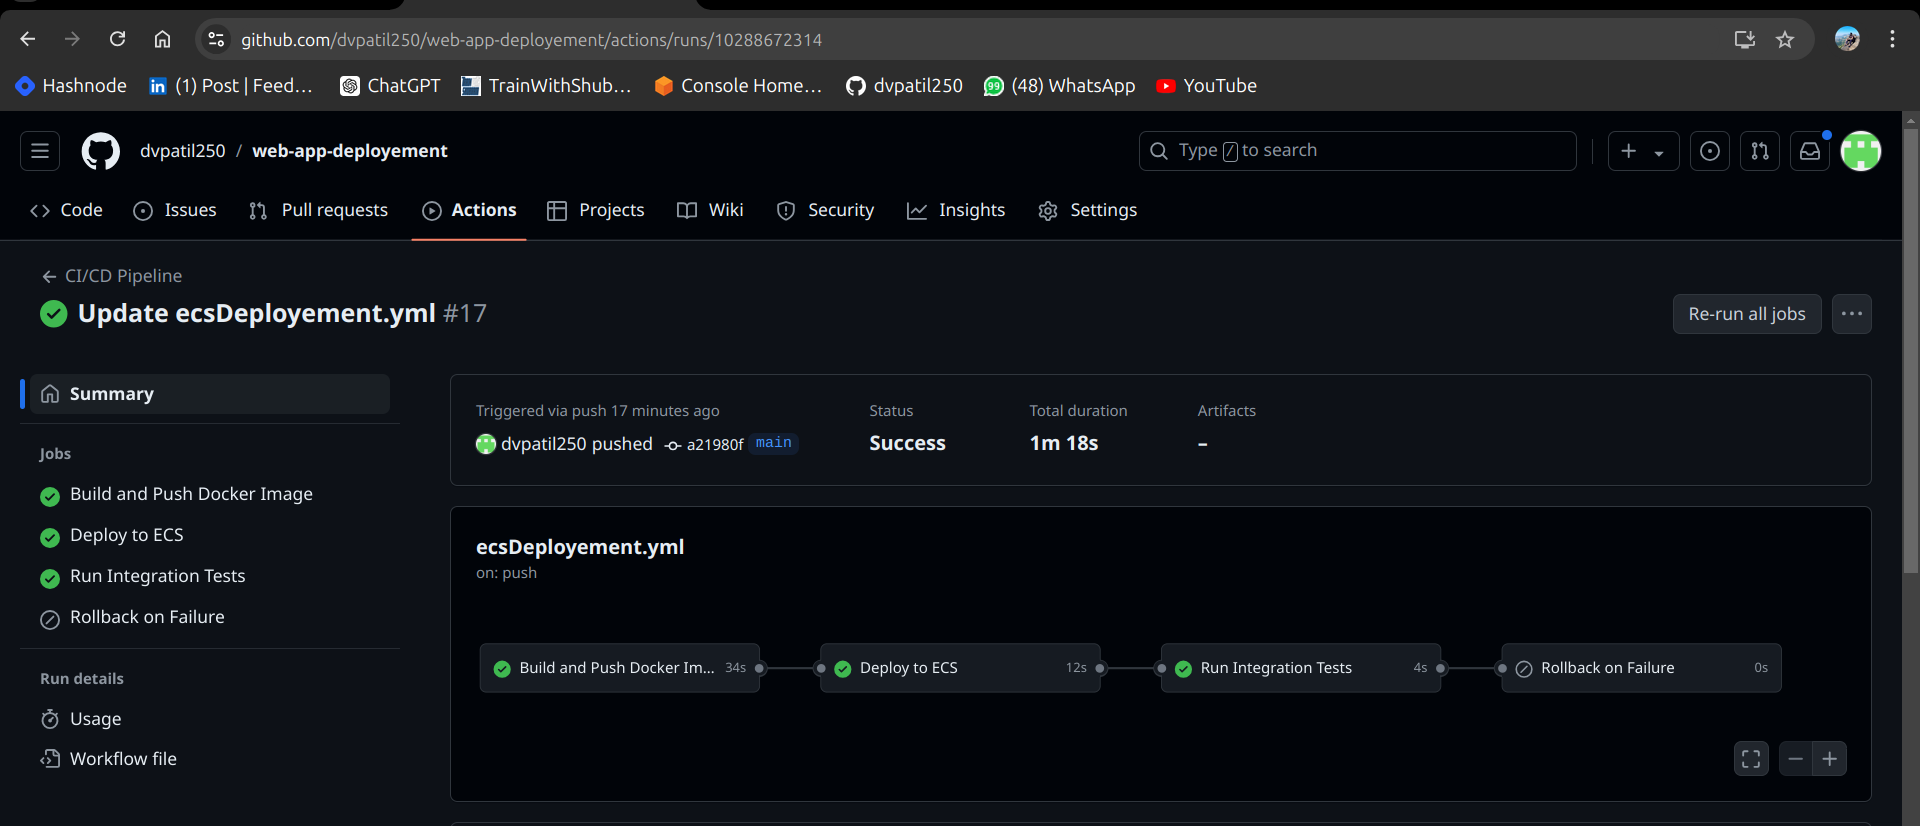 github.com/dvpatil250/web-app-deployement/actions/runs/10288672314
Hashnode (1) Post | Feed... ChatGPT TrainWithShub... Console Home... dvpatil250 (48) WhatsApp YouTube
dvpatil250 / web-app-deployement
Type / to search
Code Issues Pull requests Actions Projects Wiki Security Insights Settings
CI/CD Pipeline
Update ecsDeployement.yml #17
Re-run all jobs
Summary
Jobs
Build and Push Docker Image
Deploy to ECS
Run Integration Tests
Rollback on Failure
Run details
Usage
Workflow file
Triggered via push 17 minutes ago
dvpatil250 pushed a21980f main
Status
Success
Total duration
1m 18s
Artifacts
–
ecsDeployement.yml
on: push
Build and Push Docker Im... 34s
Deploy to ECS 12s
Run Integration Tests 4s
Rollback on Failure 0s